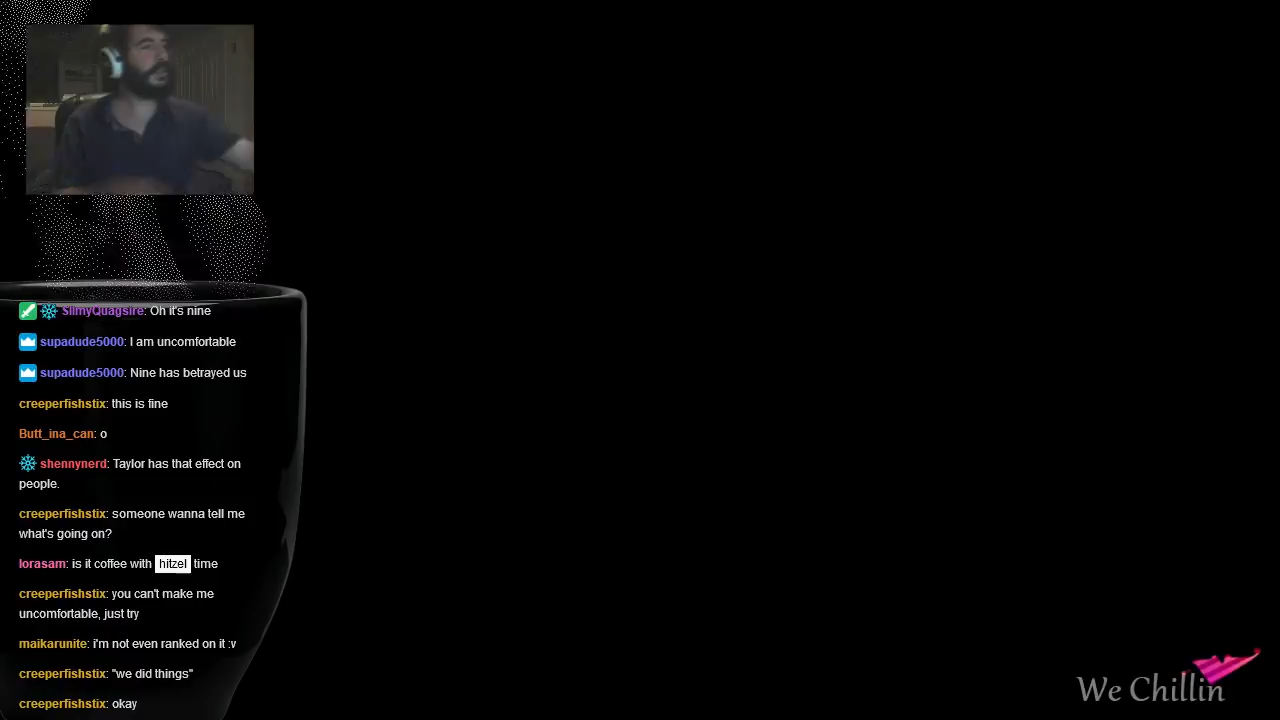 SlimyQuagsire: Oh it's nine
supadude5000: I am uncomfortable
supadude5000: Nine has betrayed us
creeperfishstix: this is fine
Butt_ina_can: o
shennynerd: Taylor has that effect on
people.
creeperfishstix: someone wanna tell me
what's going on?
lorasam: is it coffee with hitzel time
creeperfishstix: you can't make me
uncomfortable, just try
maikarunite: i'm not even ranked on it :v
creeperfishstix: "we did things"
creeperfishstix: okay
We Chillin